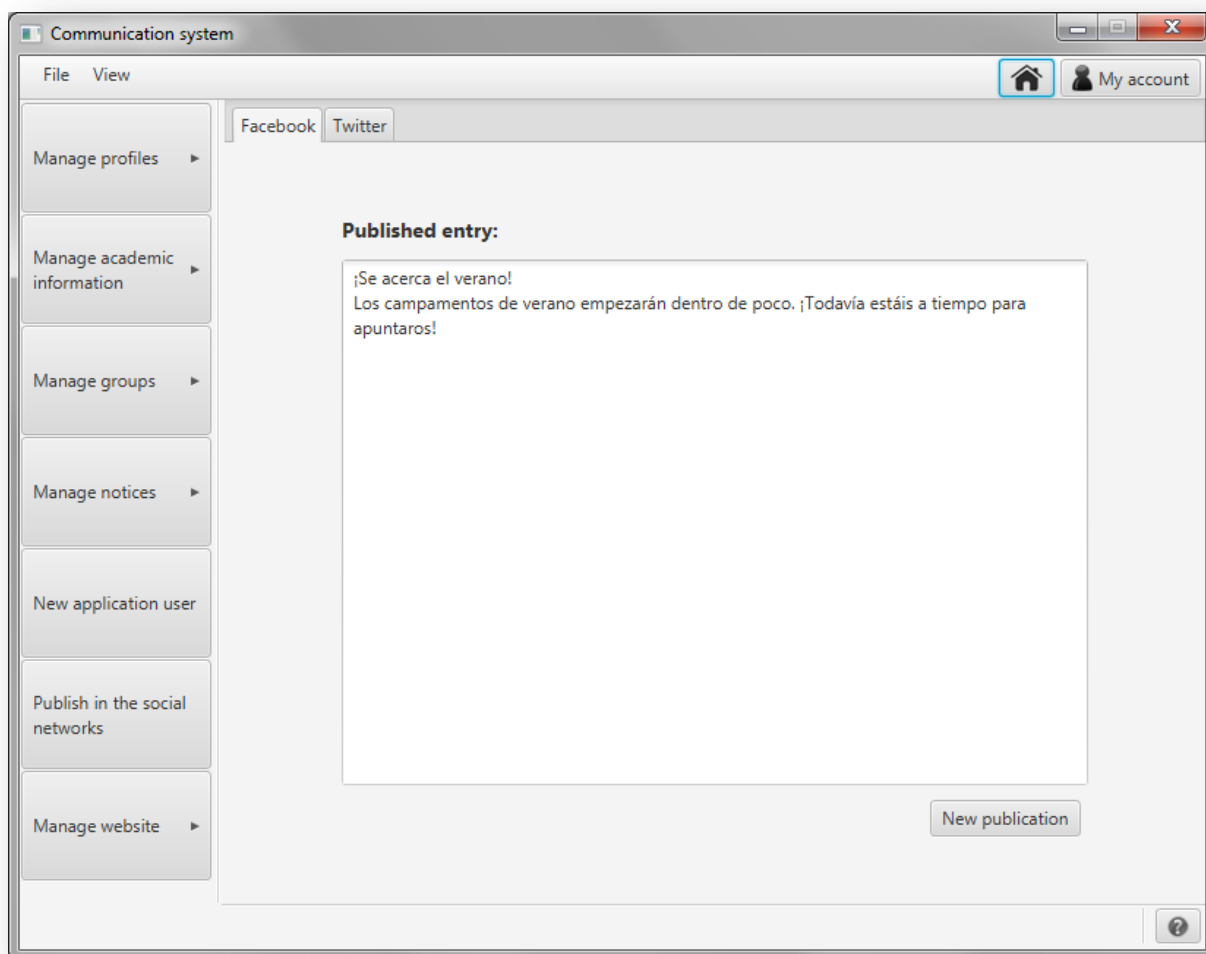 Communication system
File View
My account
Facebook Twitter
Manage profiles
Manage academic
information
Manage groups
Manage notices
New application user
Publish in the social
networks
Manage website
Published entry:
¡Se acerca el verano!
Los campamentos de verano empezarán dentro de poco. ¡Todavía estáis a tiempo para
apuntaros!
New publication
?